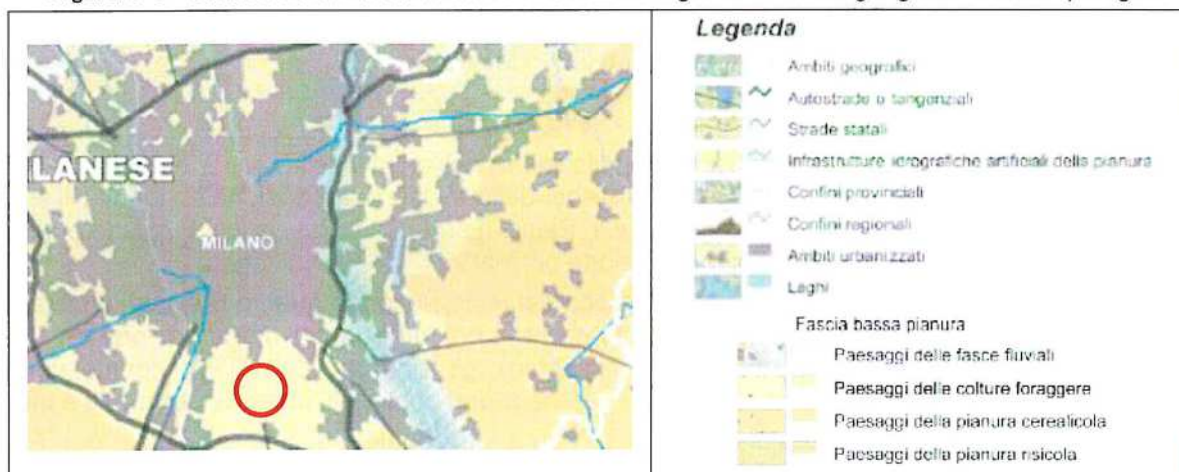 LANESE
MILANO
Legenda
Ambiti geografici
Autostrade e tangenziali
Strade statali
Infrastrutture idrografiche artificiali della pianura
Confini provinciali
Confini regionali
Ambiti urbanizzati
Laghi
Fascia bassa pianura
Paesaggi delle fasce fluviali
Paesaggi delle colture foraggere
Paesaggi della pianura cerealicola
Paesaggi della pianura risicola